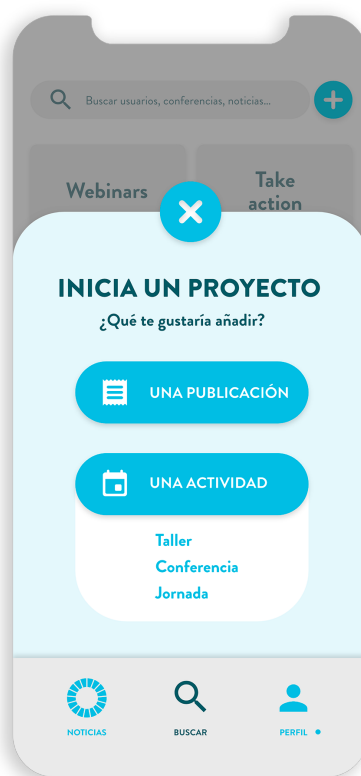 Buscar usuarios, conferencias, noticias...
Webinars
Take
action
INICIA UN PROYECTO
¿Qué te gustaría añadir?
UNA PUBLICACIÓN
UNA ACTIVIDAD
Taller
Conferencia
Jornada
NOTICIAS
BUSCAR
PERFIL